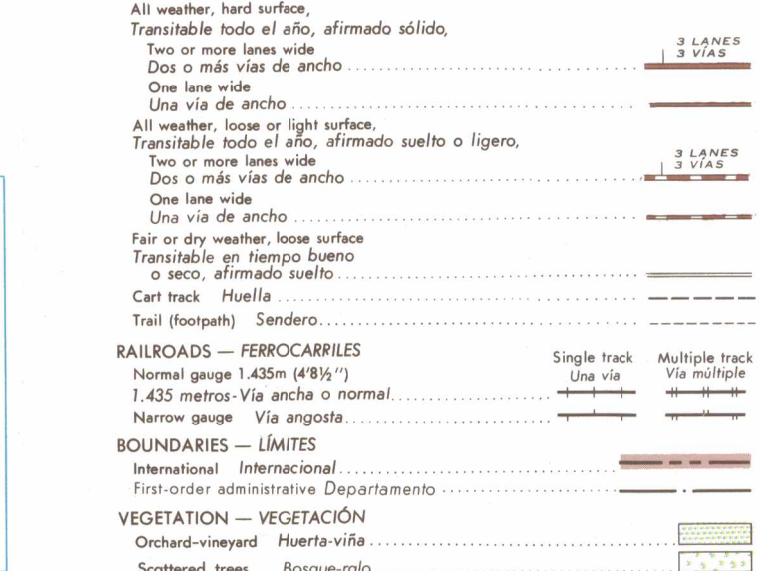 All weather, hard surface,
Transitable todo el año, afirmado sólido,
Two or more lanes wide
Dos o más vías de ancho
3 LANES
3 VÍAS
One lane wide
Una vía de ancho
All weather, loose or light surface,
Transitable todo el año, afirmado suelto o ligero,
Two or more lanes wide
Dos o más vías de ancho
3 LANES
3 VÍAS
One lane wide
Una vía de ancho
Fair or dry weather, loose surface
Transitable en tiempo bueno
o seco, afirmado suelto
Cart track Huella
Trail (footpath) Sendero
RAILROADS — FERROCARRILES
Single track Multiple track
Una vía Vía múltiple
Normal gauge 1.435m (4'8½")
1.435 metros-Vía ancha o normal
Narrow gauge Vía angosta
BOUNDARIES — LÍMITES
International Internacional
First-order administrative Departamento
VEGETATION — VEGETACIÓN
Orchard-vineyard Huerta-viña
Scattered trees Bosque-ralo